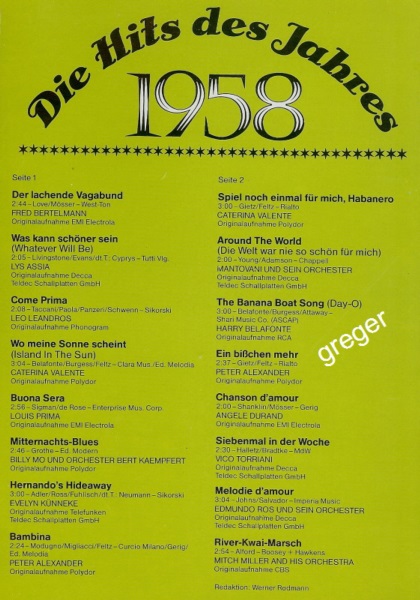 Die Hits des Jahres
1958
Seite 1
Der lachende Vagabund
2:44 – Love/Mösser – West-Ton
FRED BERTELMANN
Originalaufnahme EMI Electrola
Was kann schöner sein
(Whatever Will Be)
2:05 – Livingstone/Evans/dt.T.: Cyprys – Tutti Vlg.
LYS ASSIA
Originalaufnahme Decca
Teldec Schallplatten GmbH
Come Prima
2:08 – Taccani/Paola/Panzeri/Schwenn – Sikorski
LEO LEANDROS
Originalaufnahme Phonogram
Wo meine Sonne scheint
(Island In The Sun)
3:04 – Belafonte/Burgess/Feltz – Clara Mus./Ed. Melodia
CATERINA VALENTE
Originalaufnahme Polydor
Buona Sera
2:56 – Sigman/de Rose – Enterprise Mus. Corp.
LOUIS PRIMA
Originalaufnahme EMI Electrola
Mitternachts-Blues
2:46 – Grothe – Ed. Modern
BILLY MO UND ORCHESTER BERT KAEMPFERT
Originalaufnahme Polydor
Hernando's Hideaway
3:00 – Adler/Ross/Fuhlisch/dt T.: Neumann – Sikorski
EVELYN KÜNNEKE
Originalaufnahme Telefunken
Teldec Schallplatten GmbH
Bambina
2:24 – Modugno/Migliacci/Feltz – Curcio Milano/Gerig/
Ed. Melodia
PETER ALEXANDER
Originalaufnahme Polydor
Seite 2
Spiel noch einmal für mich, Habanero
3:00 – Gietz/Feltz – Rialto
CATERINA VALENTE
Originalaufnahme Polydor
Around The World
(Die Welt war nie so schön für mich)
2:00 – Young/Adamson – Chappell
MANTOVANI UND SEIN ORCHESTER
Originalaufnahme Decca
Teldec Schallplatten GmbH
The Banana Boat Song (Day-O)
3:00 – Belafonte/Burgess/Attaway –
Shari Music Co. (ASCAP)
HARRY BELAFONTE
Originalaufnahme RCA
Ein bißchen mehr
2:37 – Gietz/Feltz – Rialto
PETER ALEXANDER
Originalaufnahme Polydor
Chanson d'amour
2:00 – Shanklin/Mösser – Gerig
ANGELE DURAND
Originalaufnahme EMI Electrola
Siebenmal in der Woche
2:30 – Halletz/Bradtke – MdW
VICO TORRIANI
Originalaufnahme Decca
Teldec Schallplatten GmbH
Melodie d'amour
3:04 – Johns/Salvador – Imperia Music
EDMUNDO ROS UND SEIN ORCHESTER
Originalaufnahme Decca
Teldec Schallplatten GmbH
River-Kwai-Marsch
2:54 – Alford – Boosey + Hawkens
MITCH MILLER AND HIS ORCHESTRA
Originalaufnahme CBS
Redaktion: Werner Redmann
greger